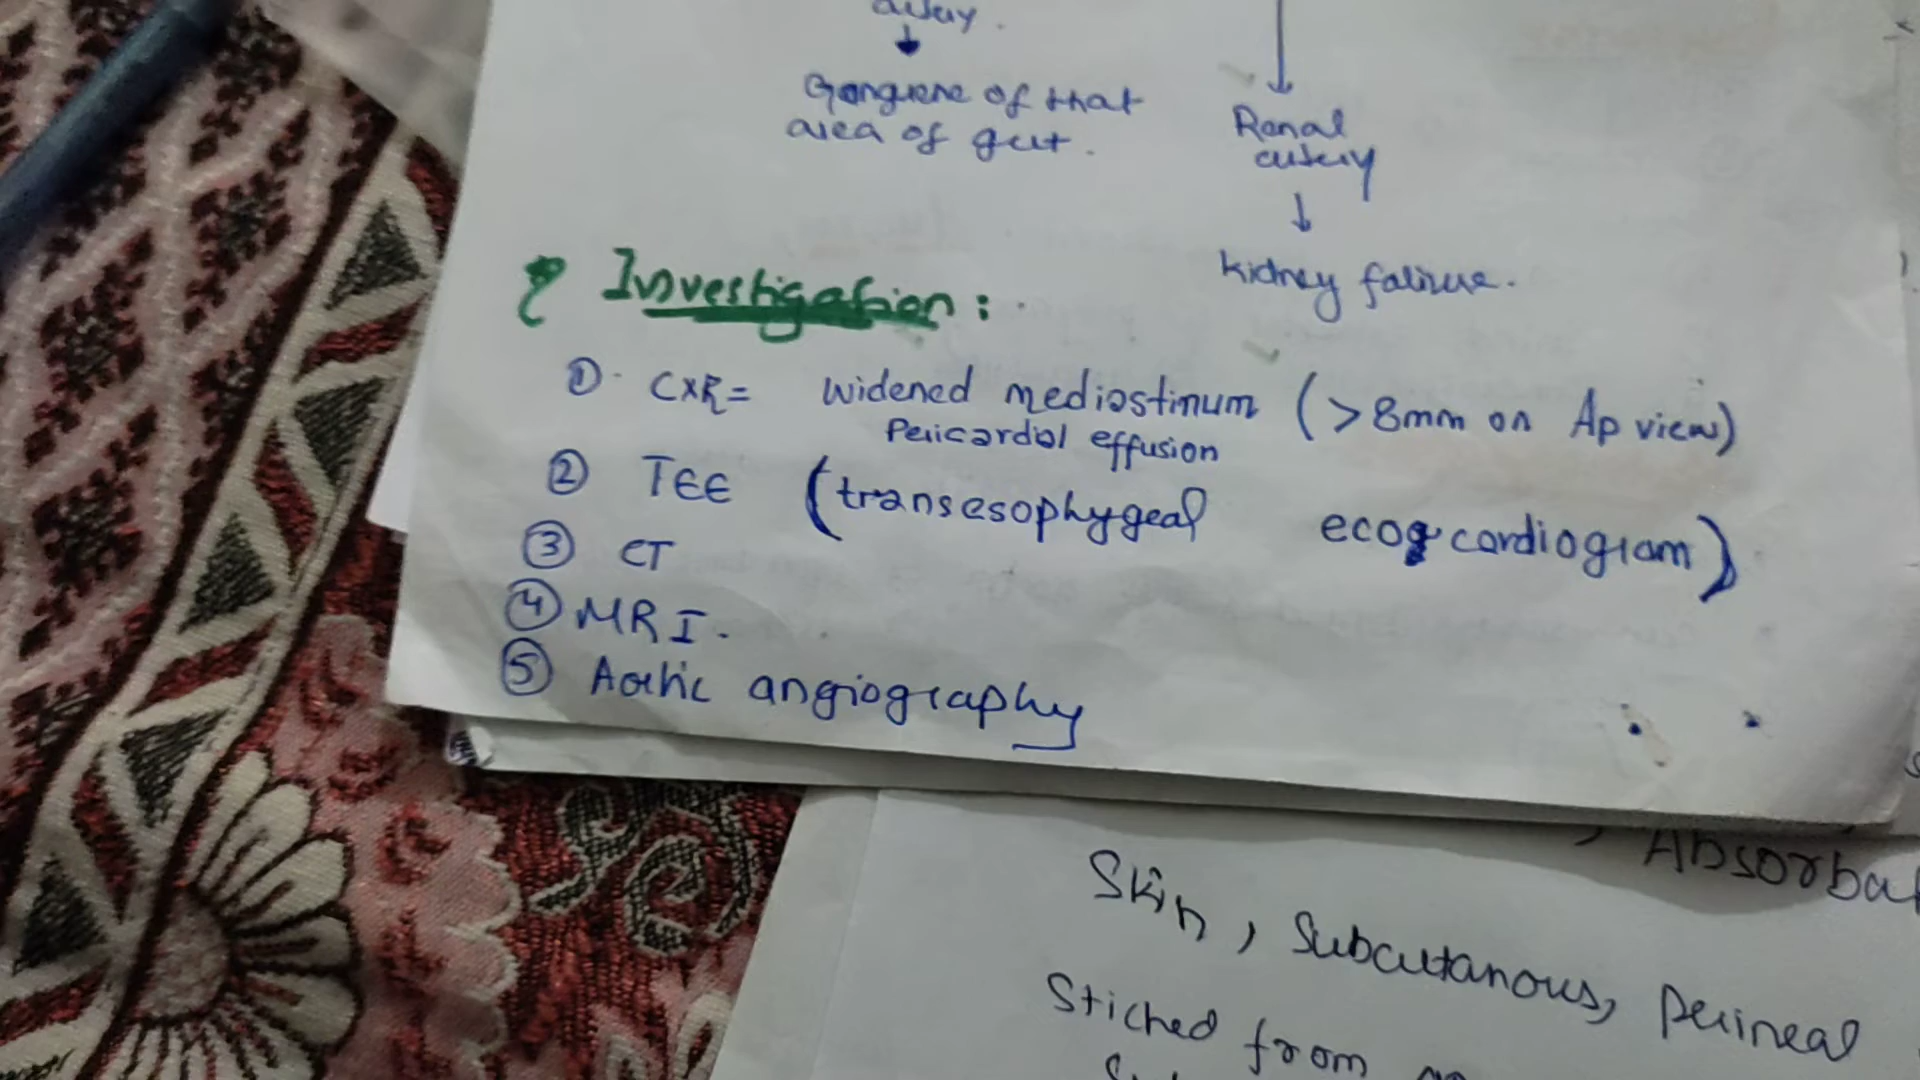 Gangrene of that
area of gut.
Renal
artery
kidney failure.
Investigation:
① CXR = widened mediastinum (>8mm on Ap view)
Pericardial effusion
② TEE (transesophygeal ecocardiogram)
③ CT
④ MRI.
⑤ Aortic angiography
Skin, Subcutanous, Perineal
Stiched from